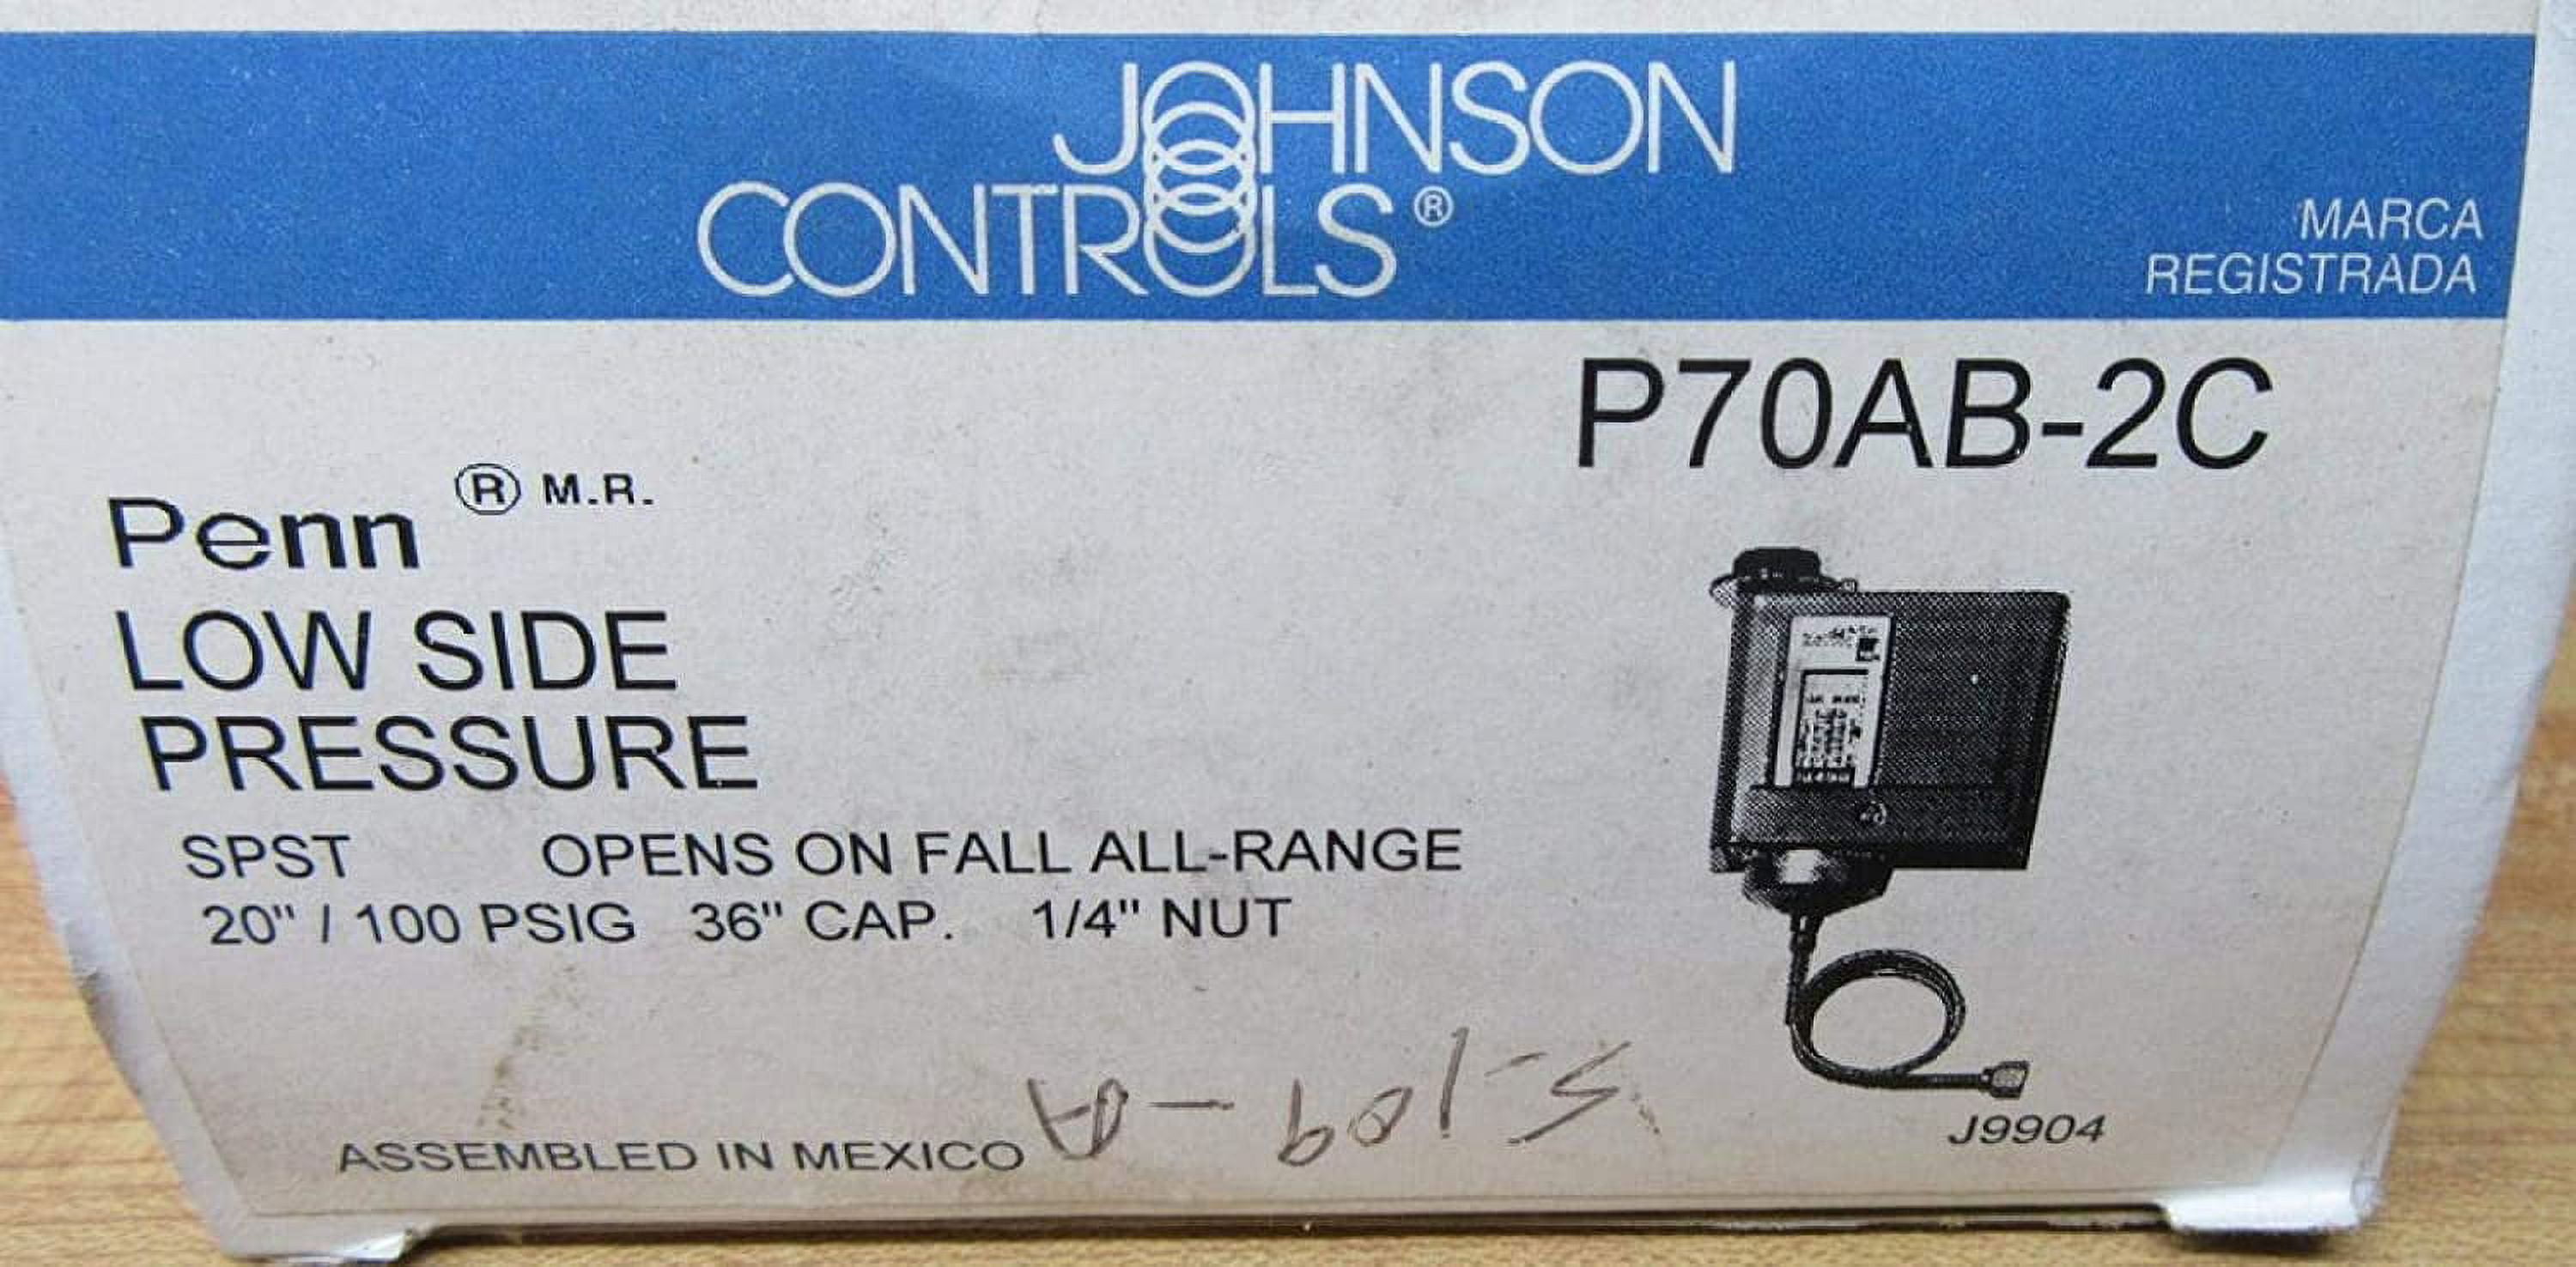 JOHNSON
CONTROLS®
MARCA
REGISTRADA
P70AB-2C
Penn ® M.R.
LOW SIDE
PRESSURE
SPST OPENS ON FALL ALL-RANGE
20" / 100 PSIG 36" CAP. 1/4" NUT
S-109-A
J9904
ASSEMBLED IN MEXICO